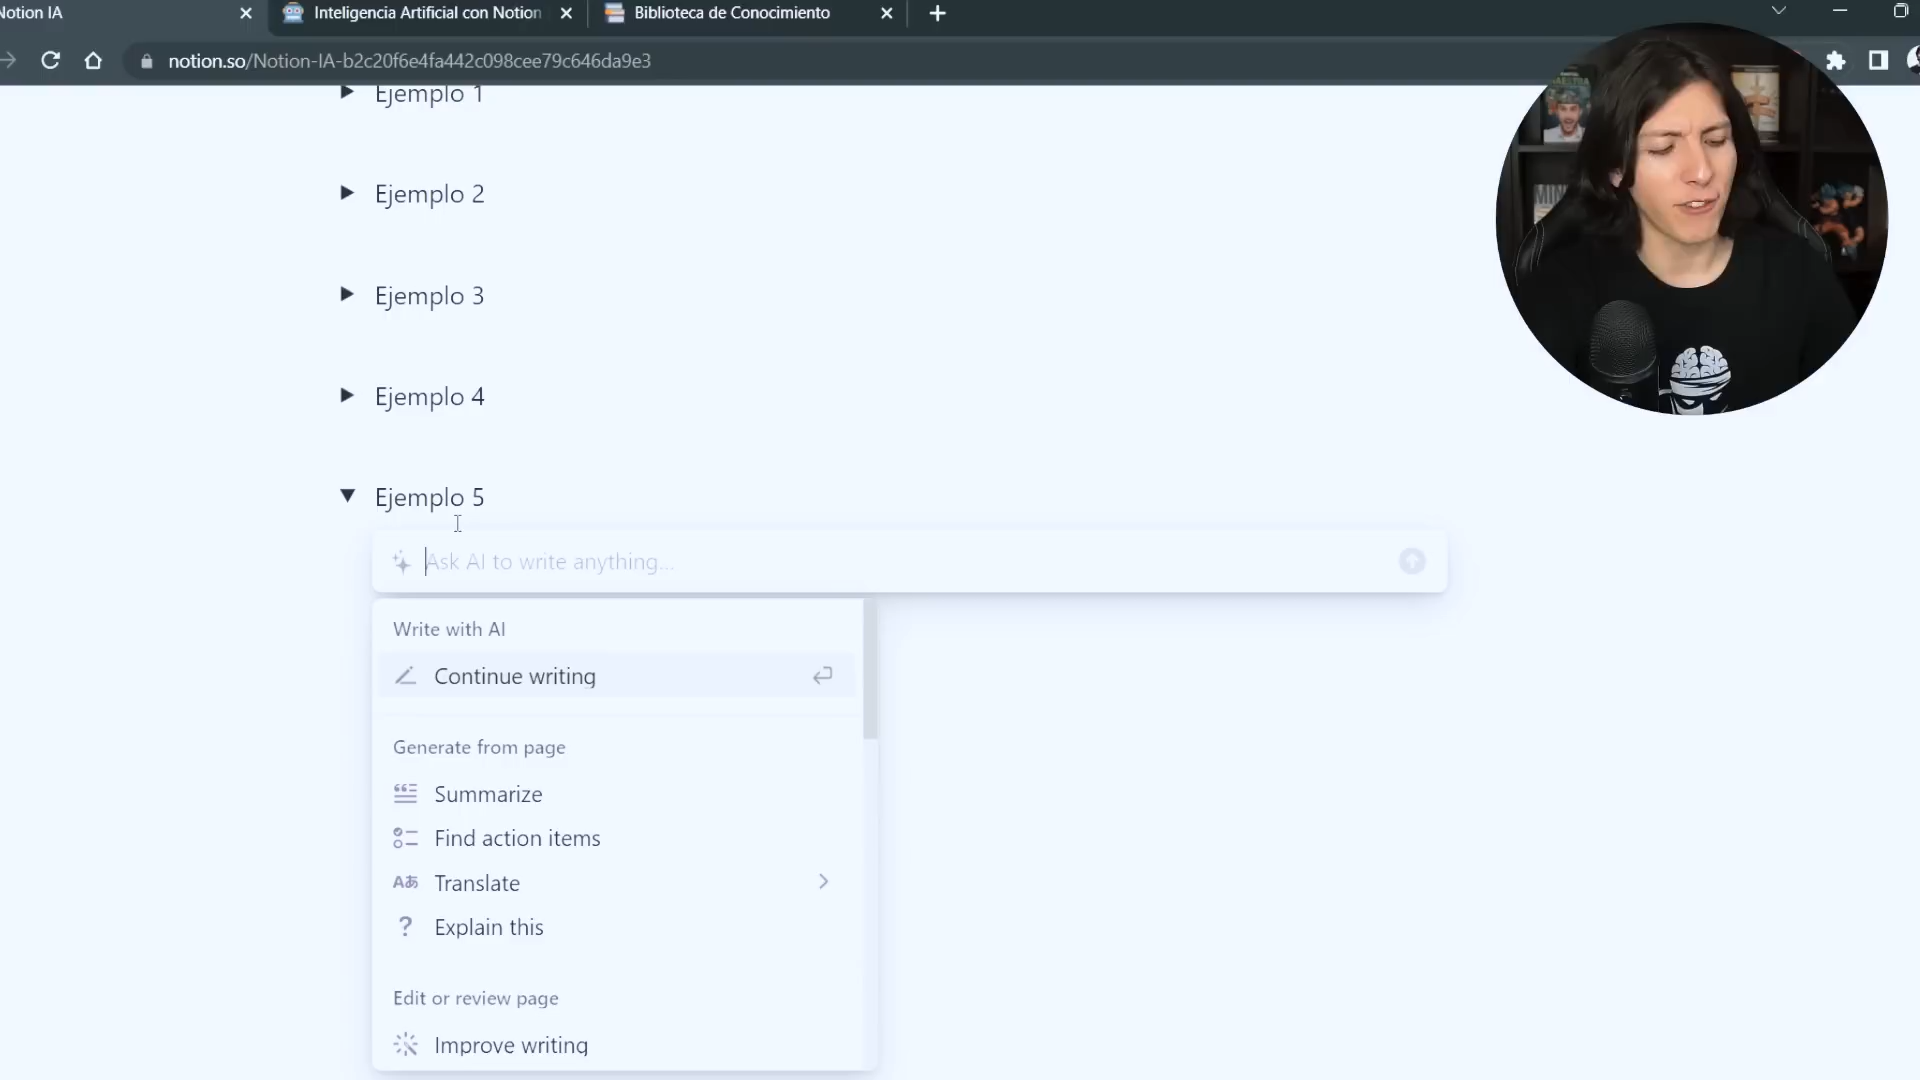 Notion IA
Inteligencia Artificial con Notion
Biblioteca de Conocimiento
notion.so/Notion-IA-b2c20f6e4fa442c098cee79c646da9e3
Ejemplo 1
Ejemplo 2
Ejemplo 3
Ejemplo 4
Ejemplo 5
Ask AI to write anything...
Write with AI
Continue writing
Generate from page
Summarize
Find action items
Translate
Explain this
Edit or review page
Improve writing